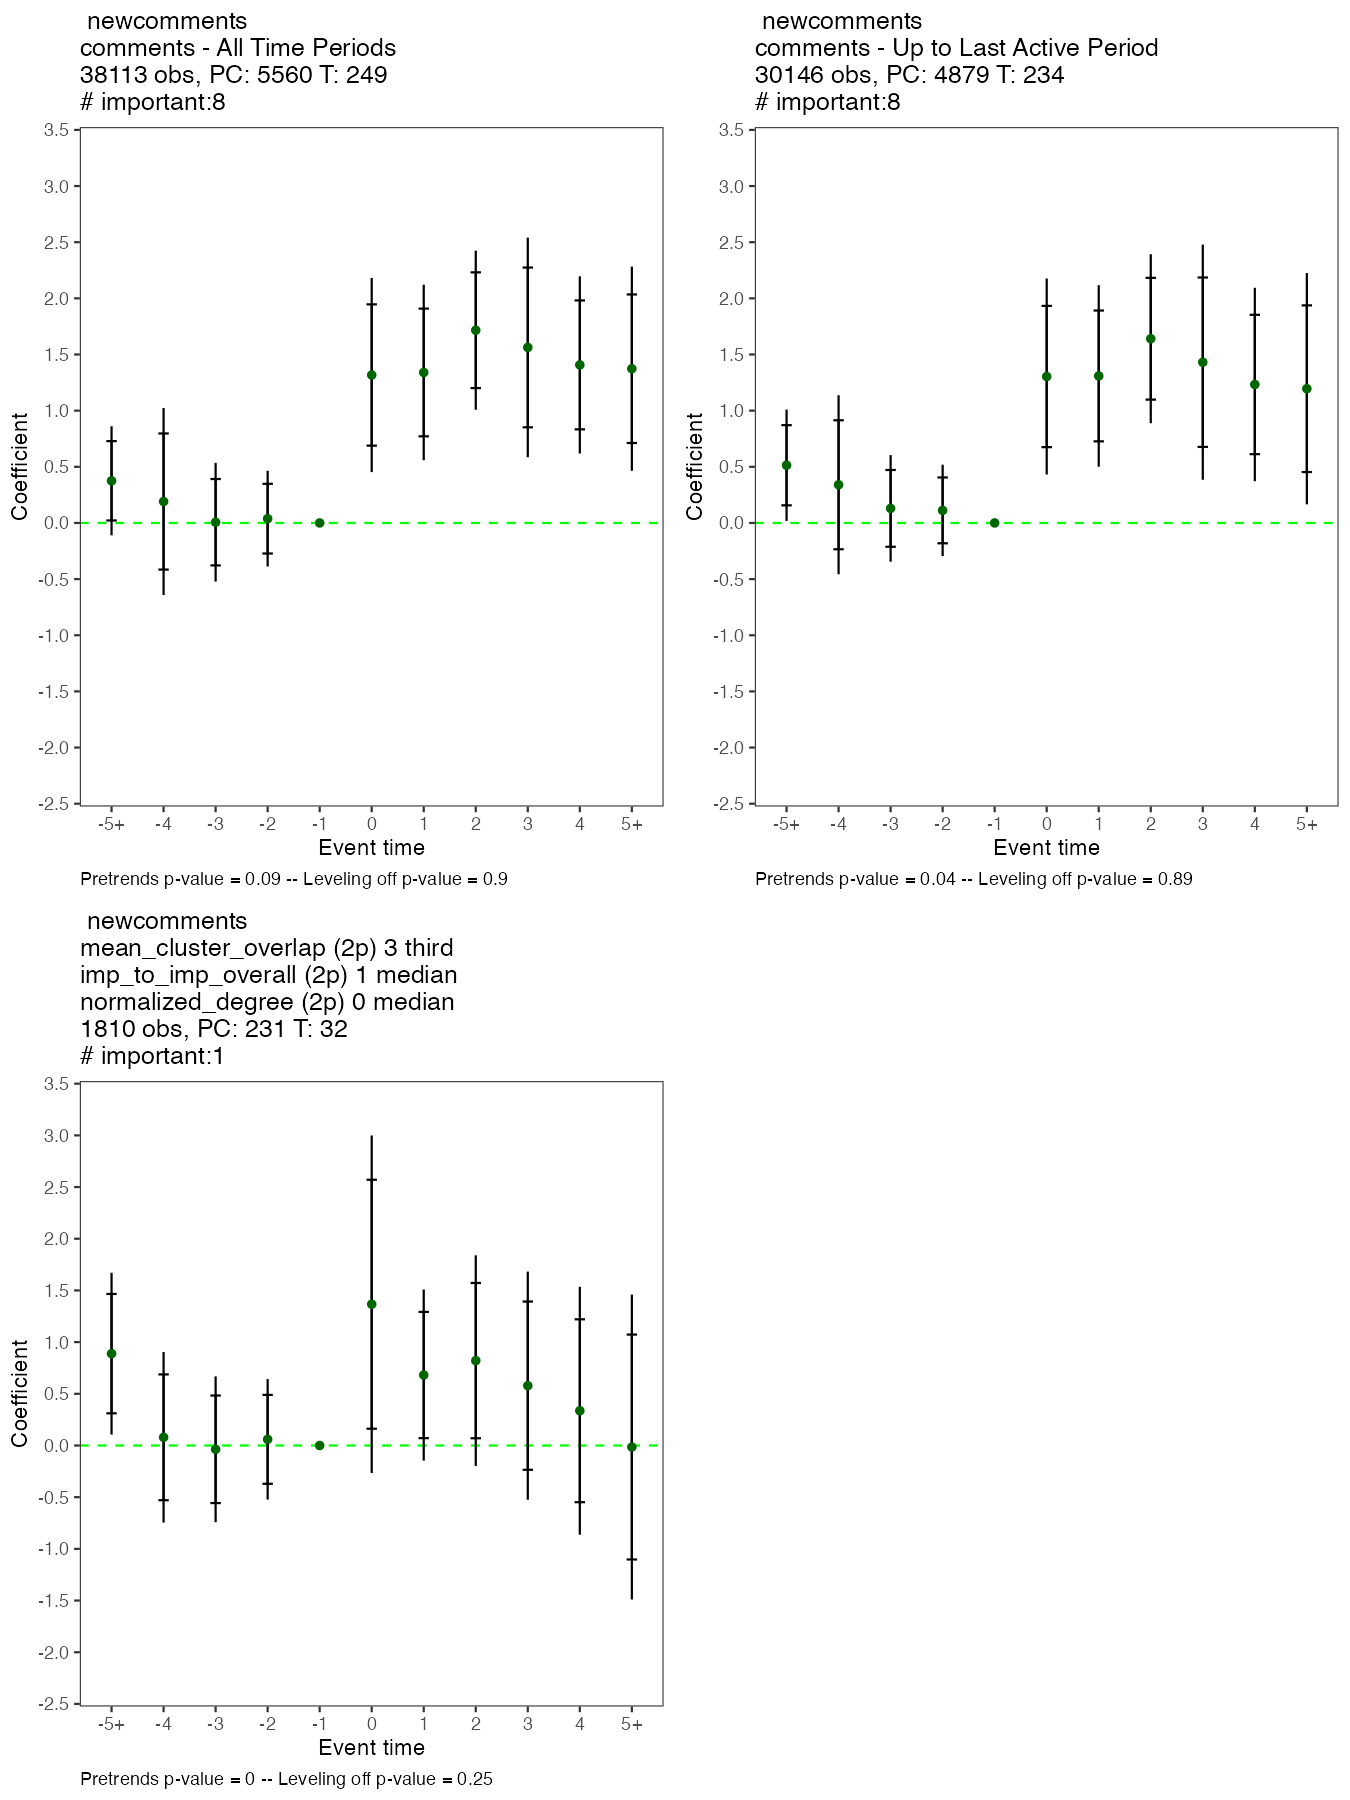 newcomments
comments - All Time Periods
38113 obs, PC: 5560 T: 249
# important:8
3.5
3.0
2.5
2.0
1.5
1.0
0.5
0.0
-0.5
-1.0
-1.5
-2.0
-2.5
Coefficient
-5+ -4 -3 -2 -1 0 1 2 3 4 5+
Event time
Pretrends p-value = 0.09 -- Leveling off p-value = 0.9
newcomments
comments - Up to Last Active Period
30146 obs, PC: 4879 T: 234
# important:8
3.5
3.0
2.5
2.0
1.5
1.0
0.5
0.0
-0.5
-1.0
-1.5
-2.0
-2.5
Coefficient
-5+ -4 -3 -2 -1 0 1 2 3 4 5+
Event time
Pretrends p-value = 0.04 -- Leveling off p-value = 0.89
newcomments
mean_cluster_overlap (2p) 3 third
imp_to_imp_overall (2p) 1 median
normalized_degree (2p) 0 median
1810 obs, PC: 231 T: 32
# important:1
3.5
3.0
2.5
2.0
1.5
1.0
0.5
0.0
-0.5
-1.0
-1.5
-2.0
-2.5
Coefficient
-5+ -4 -3 -2 -1 0 1 2 3 4 5+
Event time
Pretrends p-value = 0 -- Leveling off p-value = 0.25